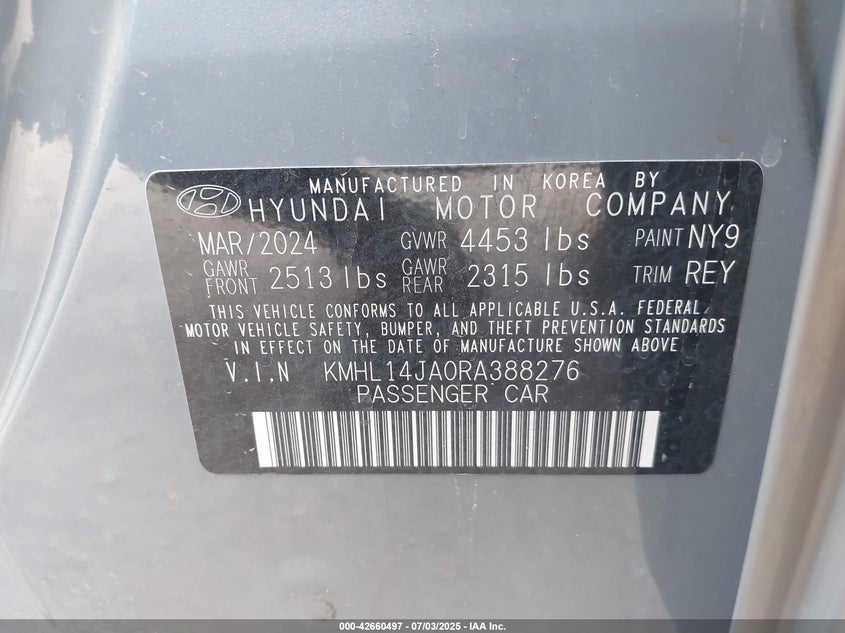 MANUFACTURED IN KOREA BY
HYUNDAI MOTOR COMPANY
MAR/2024 GVWR 4453 lbs PAINT NY9
GAWR FRONT 2513 lbs GAWR REAR 2315 lbs TRIM REY
THIS VEHICLE CONFORMS TO ALL APPLICABLE U.S.A. FEDERAL
MOTOR VEHICLE SAFETY, BUMPER, AND THEFT PREVENTION STANDARDS
IN EFFECT ON THE DATE OF MANUFACTURE SHOWN ABOVE
V.I.N KMHL14JA0RA388276
PASSENGER CAR
000-42660497 - 07/03/2025 - IAA Inc.